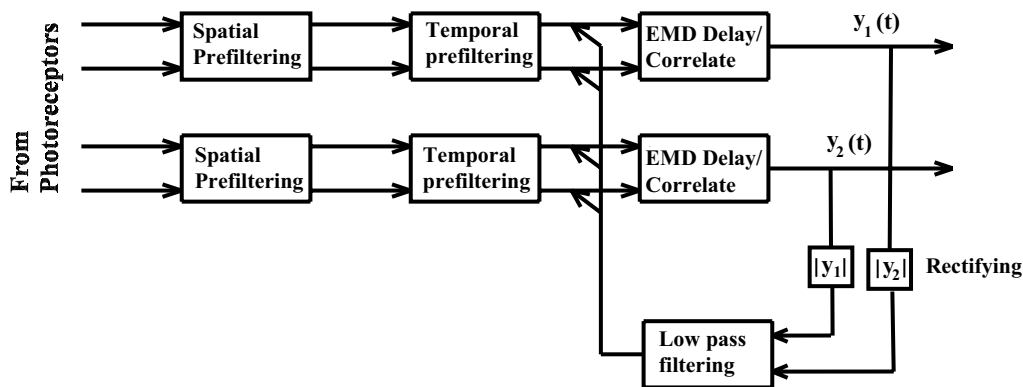 From
Photoreceptors
Spatial
Prefiltering
Temporal
prefiltering
EMD Delay/
Correlate
y1 (t)
Spatial
Prefiltering
Temporal
prefiltering
EMD Delay/
Correlate
y2 (t)
|y1|
|y2|
Rectifying
Low pass
filtering